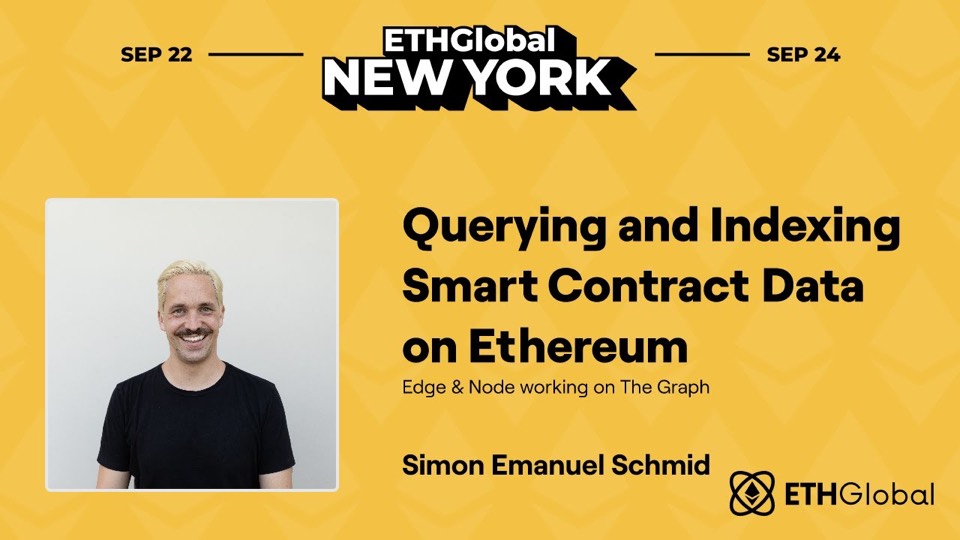 SEP 22
ETHGlobal
NEW YORK
SEP 24
Querying and Indexing
Smart Contract Data
on Ethereum
Edge & Node working on The Graph
Simon Emanuel Schmid
ETHGlobal